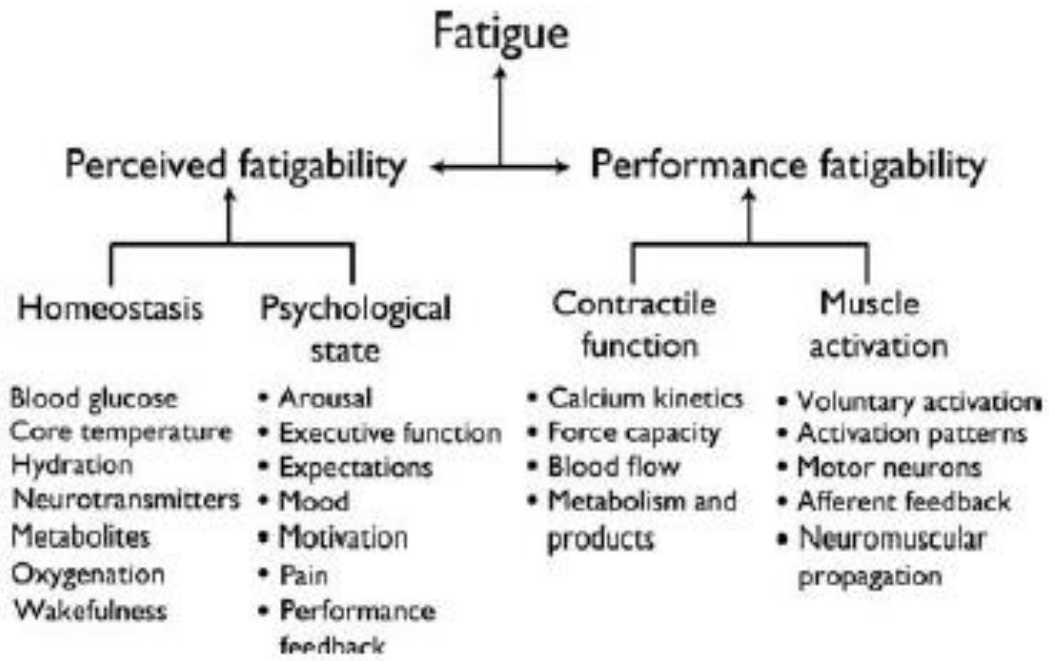 Fatigue
Perceived fatigability
Performance fatigability
Homeostasis
Blood glucose
Core temperature
Hydration
Neurotransmitters
Metabolites
Oxygenation
Wakefulness
Psychological
state
• Arousal
• Executive function
• Expectations
• Mood
• Motivation
• Pain
• Performance
feedback
Contractile
function
• Calcium kinetics
• Force capacity
• Blood flow
• Metabolism and
products
Muscle
activation
• Voluntary activation
• Activation patterns
• Motor neurons
• Afferent feedback
• Neuromuscular
propagation